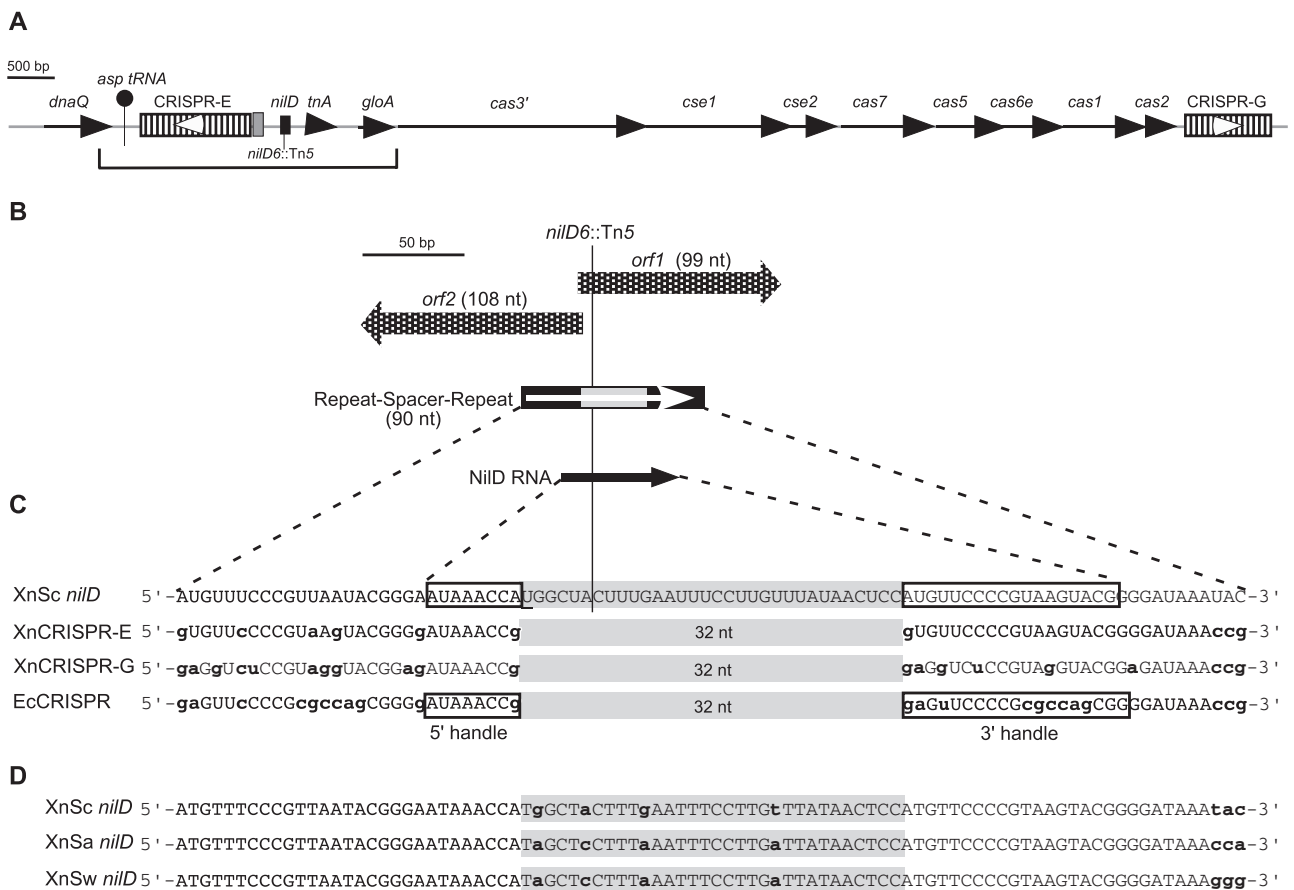 A
500 bp
asp tRNA
dnaQ
CRISPR-E
nilD
tnA
gloA
cas3'
cse1
cse2
cas7
cas5
cas6e
cas1
cas2
CRISPR-G
nilD6::Tn5
B
nilD6::Tn5
50 bp
orf1 (99 nt)
orf2 (108 nt)
Repeat-Spacer-Repeat
(90 nt)
NilD RNA
C
XnSc nilD 5'-AUGUUUCCCGUUAAUACGGGAAUAAACCAUGGCUACUUUGAAUUUCCUUGUUUAUAACUCCAUGUUCCCCGUAAGUACGGGGAUAAAUAC-3'
XnCRISPR-E 5'-gUGUUcCCCGUaAgUACGGGgAUAAACCg 32 nt gUGUUCCCCGUAAGUACGGGGAUAAAccg-3'
XnCRISPR-G 5'-gaGgUCuCCGUaggUACGGagAUAAACCg 32 nt gaGgUCuCCGUAgGUACGGaGAUAAAccg-3'
EcCRISPR 5'-gaGUUcCCCGcgccagCGGGgAUAAACCg 32 nt gaGuUCCCCGcgccagCGGGGAUAAAccg-3'
5' handle
3' handle
D
XnSc nilD 5'-ATGTTTCCCGTTAATACGGGAATAAACCATgGCTaCTTTgAATTTCCTTGtTTATAACTCCATGTTCCCCGTAAGTACGGGGATAAAtac-3'
XnSa nilD 5'-ATGTTTCCCGTTAATACGGGAATAAACCATaGCTcCTTTaAATTTCCTTGaTTATAACTCCATGTTCCCCGTAAGTACGGGGATAAAcca-3'
XnSw nilD 5'-ATGTTTCCCGTTAATACGGGAATAAACCATaGCTcCTTTaAATTTCCTTGaTTATAACTCCATGTTCCCCGTAAGTACGGGGATAAAggg-3'